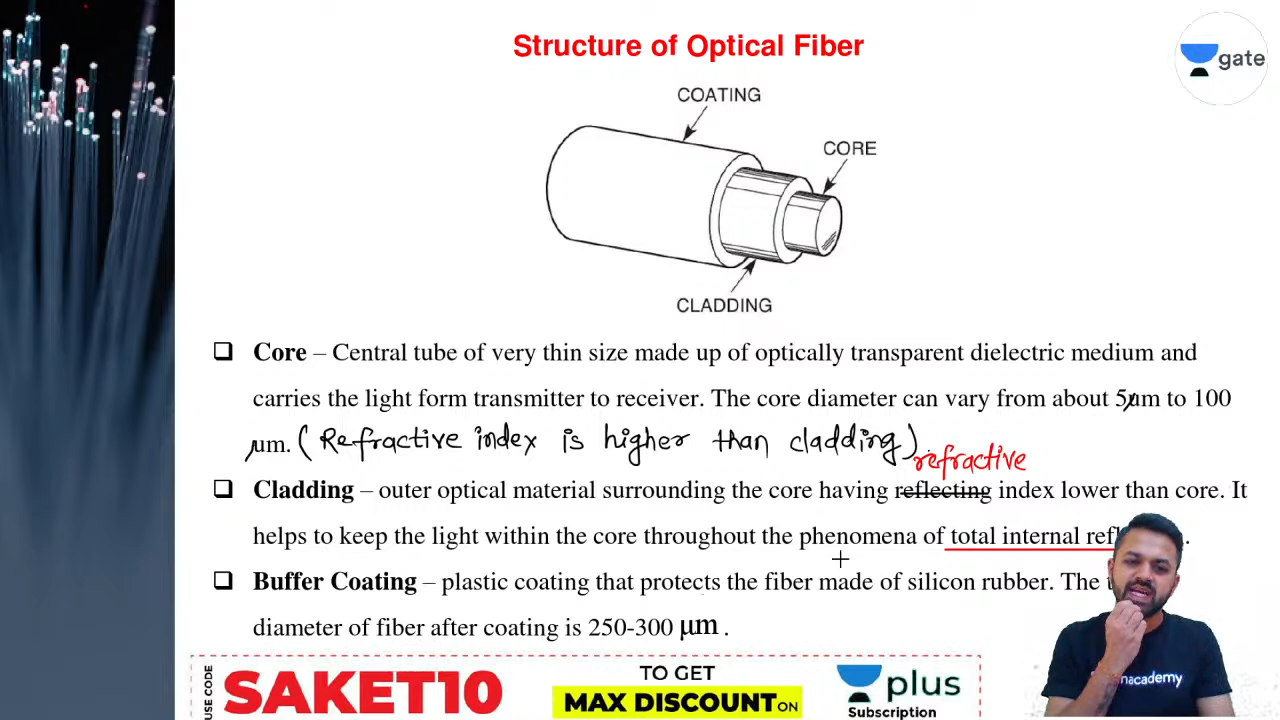 Structure of Optical Fiber
gate
COATING
CORE
CLADDING
❑ Core – Central tube of very thin size made up of optically transparent dielectric medium and
carries the light form transmitter to receiver. The core diameter can vary from about 5μm to 100
μm. (Refractive index is higher than cladding)
refractive
❑ Cladding – outer optical material surrounding the core having reflecting index lower than core. It
helps to keep the light within the core throughout the phenomena of total internal
❑ Buffer Coating – plastic coating that protects the fiber made of silicon rubber. The
diameter of fiber after coating is 250-300 μm .
USE CODE
SAKET10
TO GET
MAX DISCOUNT ON
plus
Subscription